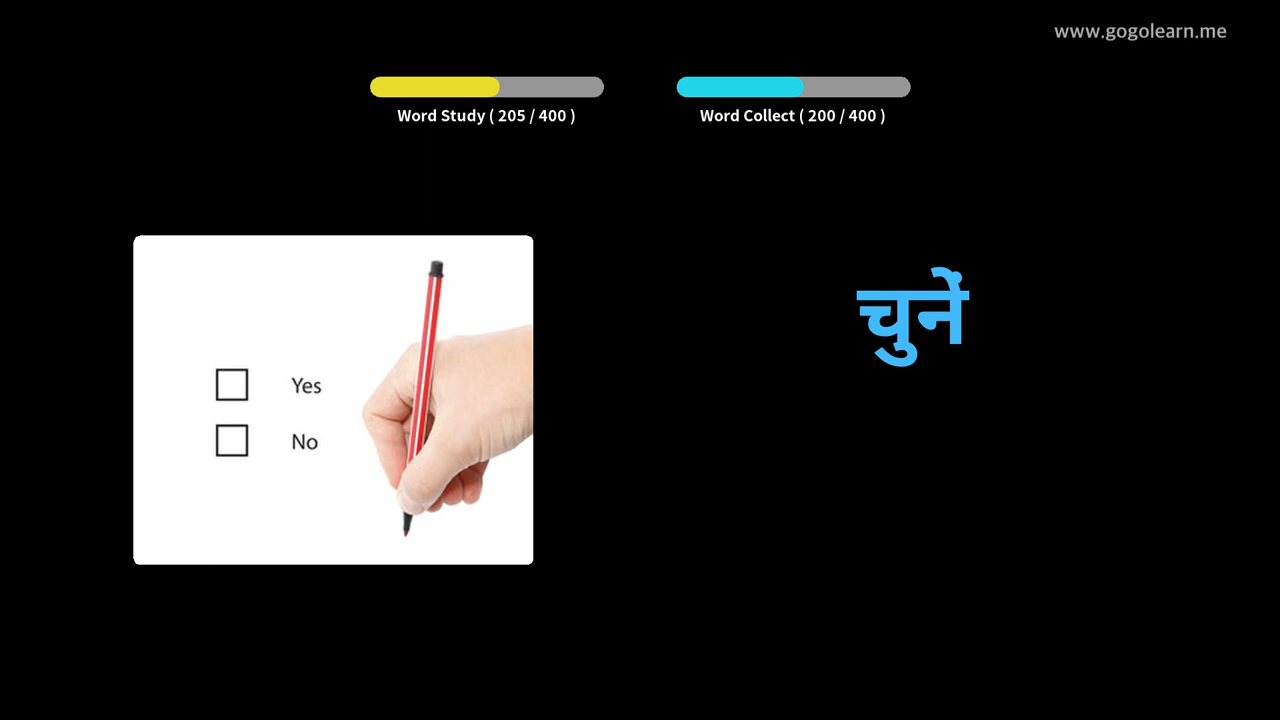 www.gogolearn.me
Word Study ( 205 / 400 )
Word Collect ( 200 / 400 )
चुनें
Yes
No